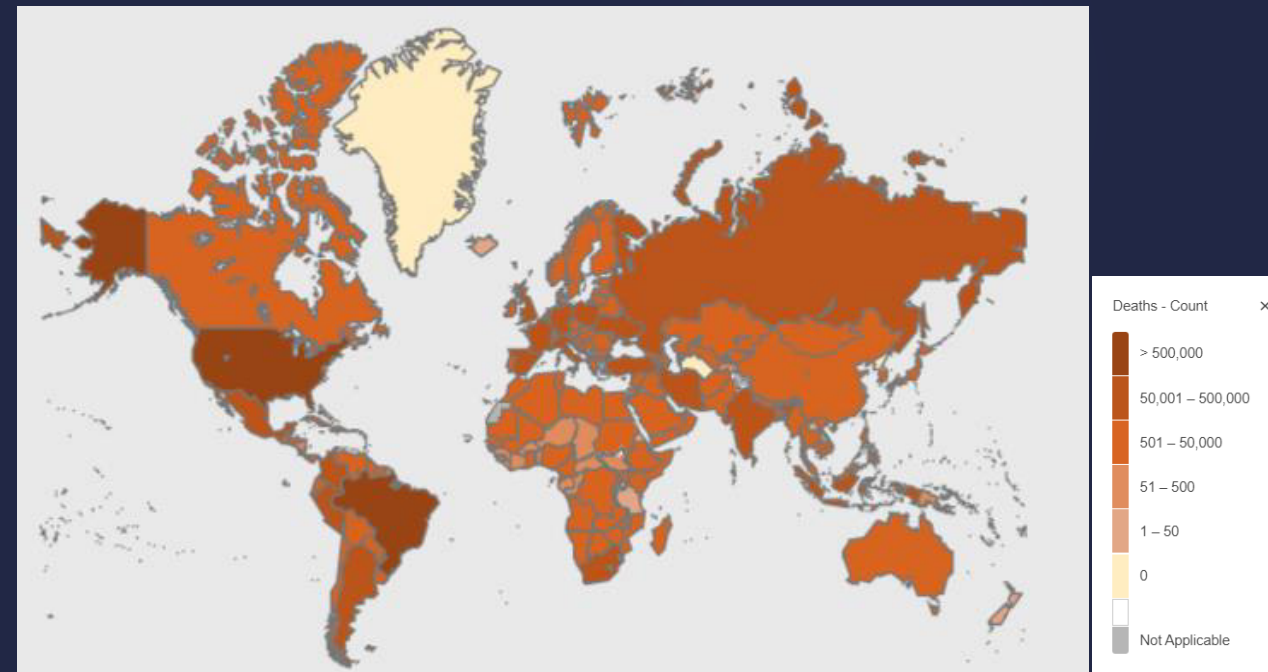 Deaths - Count ×
> 500,000
50,001 – 500,000
501 – 50,000
51 – 500
1 – 50
0
Not Applicable